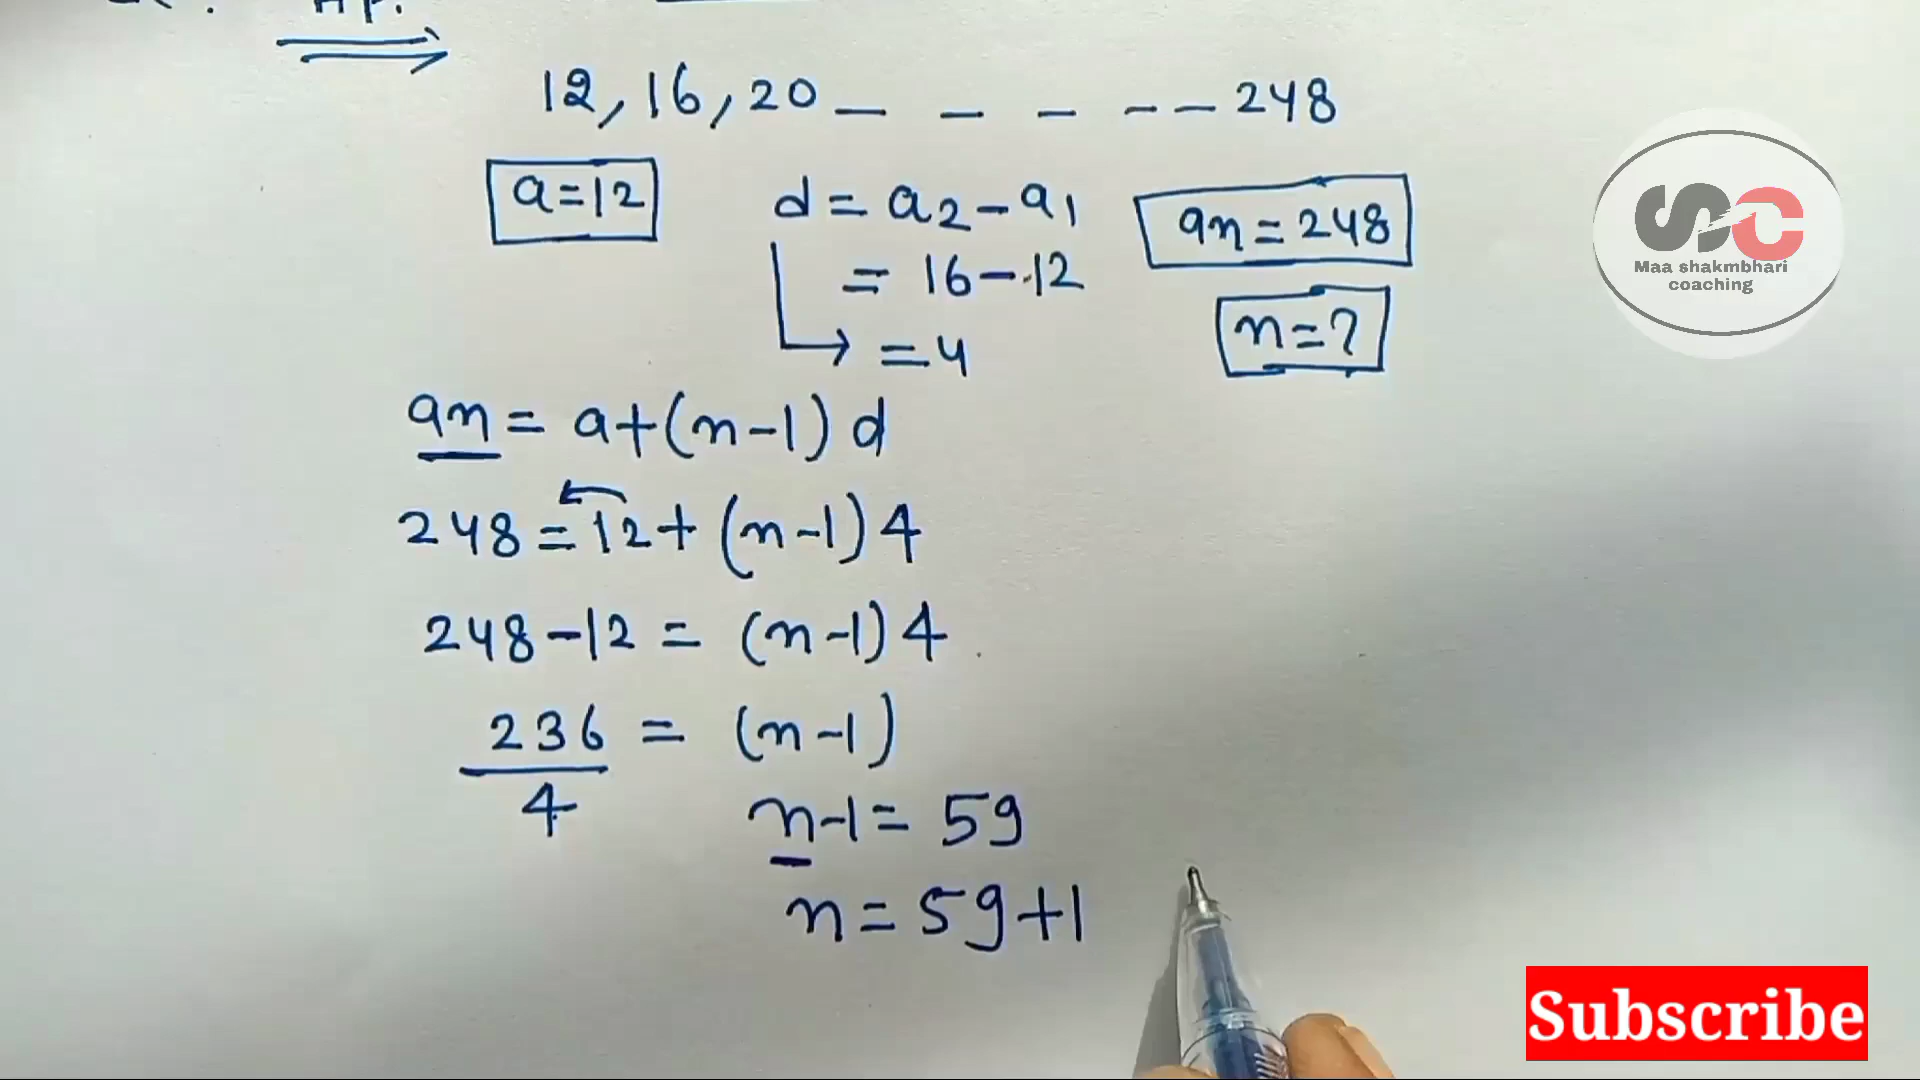 AP.
12, 16, 20 _ _ _ _ _ 248
a=12
d = a2 - a1
an = 248
= 16 - 12
n = ?
= 4
an = a+(n-1) d
248 = 12 + (n-1) 4
248-12 = (n-1) 4
236/4 = (n-1)
n-1 = 59
n = 59+1
SMC
Maa shakmbhari
coaching
Subscribe